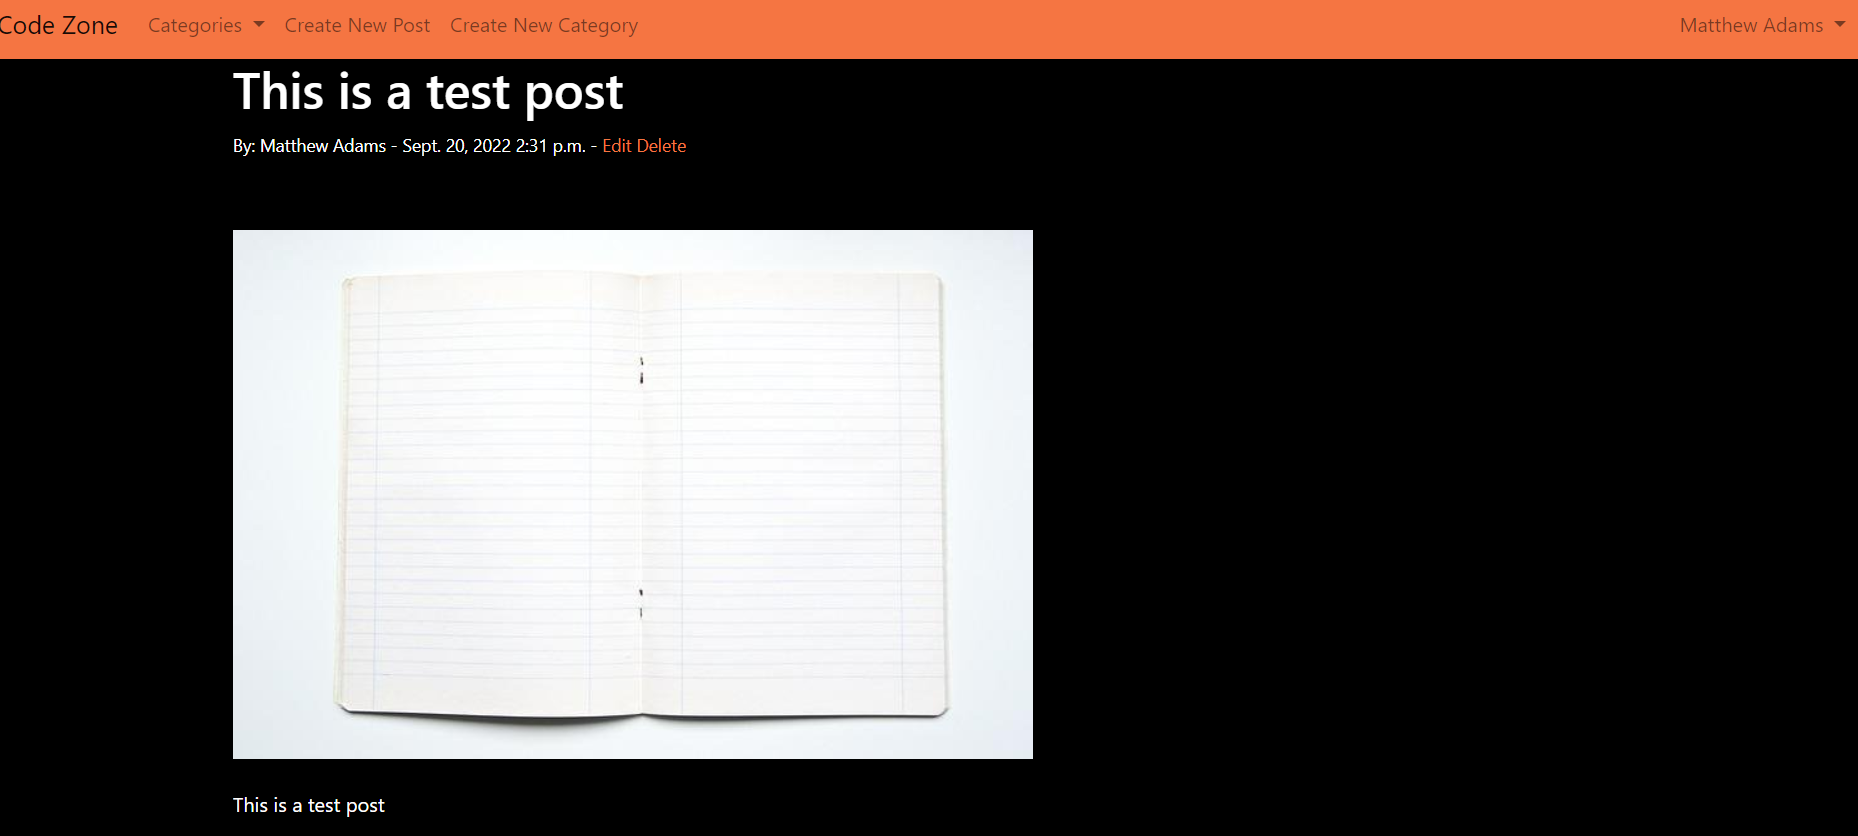 Code Zone Categories Create New Post Create New Category Matthew Adams
This is a test post
By: Matthew Adams - Sept. 20, 2022 2:31 p.m. - Edit Delete
This is a test post